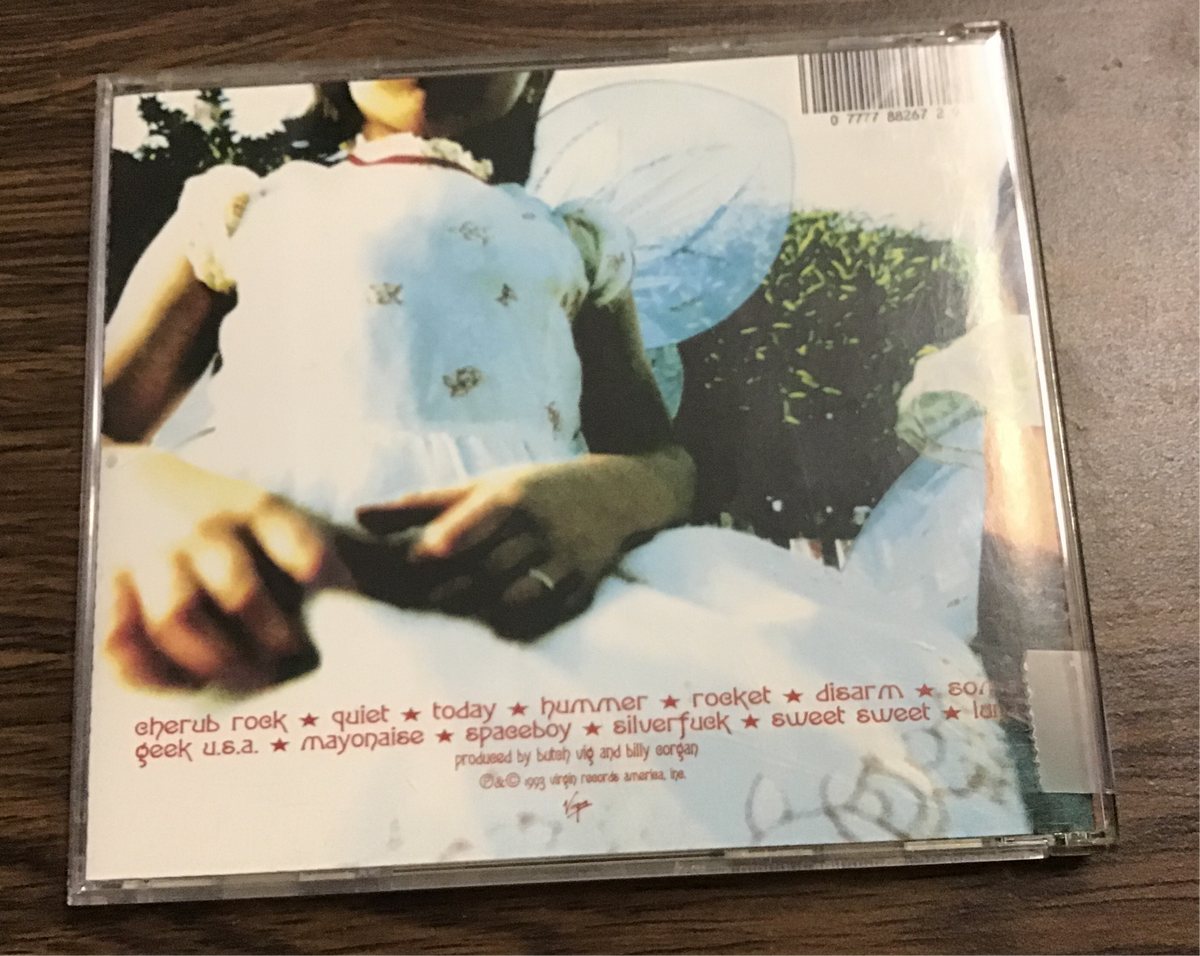 0 7777 88267 2
cherub rock ★ quiet ★ today ★ hummer ★ rocket ★ disarm ★
geek u.s.a. ★ mayonaise ★ spaceboy ★ silverfuck ★ sweet sweet ★
produced by butch vig and billy corgan
℗&© 1993 virgin records america, inc.
Virgin